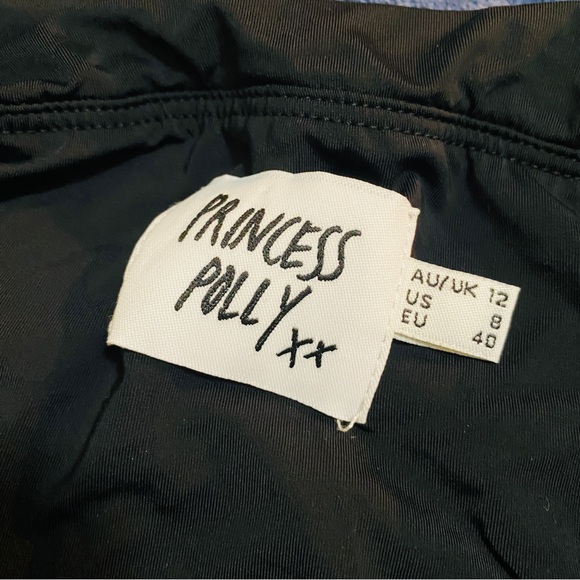 PRINCESS
POLLY
xx
AU/UK 12
US 8
EU 40